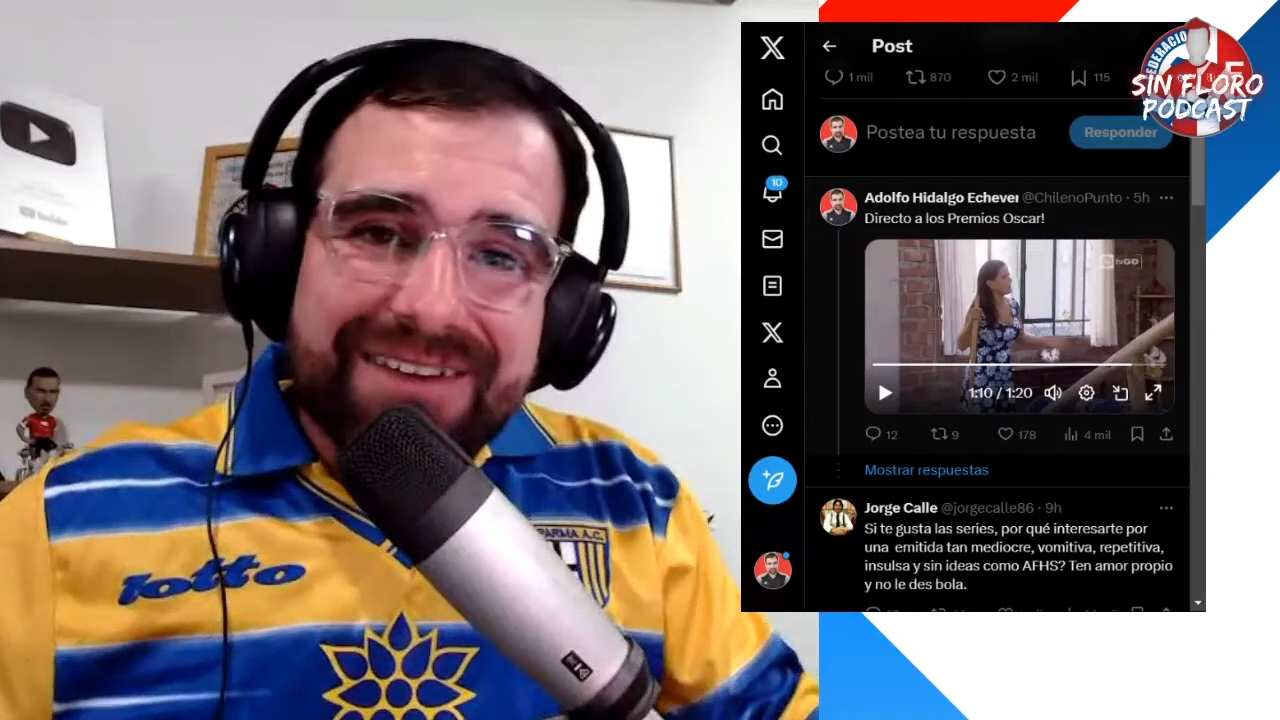 Post
1 mil
870
2 mil
115
FEDERACIO
SIN FLORO
PODCAST
Postea tu respuesta
Responder
10
Adolfo Hidalgo Echever @ChilenoPunto · 5h
Directo a los Premios Oscar!
tvGO
1:10 / 1:20
12
9
178
4 mil
Mostrar respuestas
Jorge Calle @jorgecalle86 · 9h
Si te gusta las series, por qué interesarte por
una emitida tan mediocre, vomitiva, repetitiva,
insulsa y sin ideas como AFHS? Ten amor propio
y no le des bola.
YouTube
PARMA A.C.
lotto